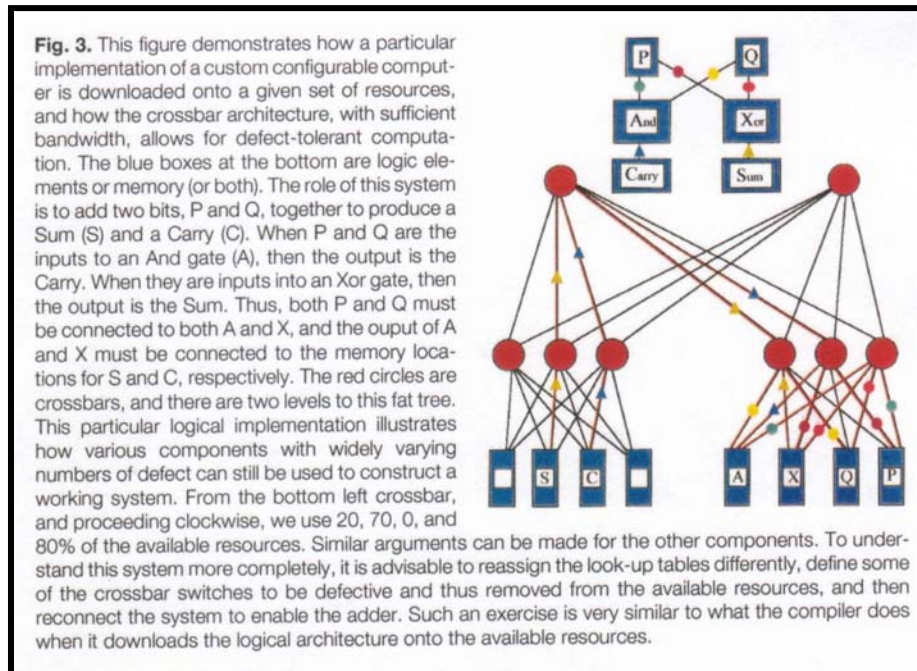 Fig. 3. This figure demonstrates how a particular
implementation of a custom configurable comput-
er is downloaded onto a given set of resources,
and how the crossbar architecture, with sufficient
bandwidth, allows for defect-tolerant computa-
tion. The blue boxes at the bottom are logic ele-
ments or memory (or both). The role of this system
is to add two bits, P and Q, together to produce a
Sum (S) and a Carry (C). When P and Q are the
inputs to an And gate (A), then the output is the
Carry. When they are inputs into an Xor gate, then
the output is the Sum. Thus, both P and Q must
be connected to both A and X, and the ouput of A
and X must be connected to the memory loca-
tions for S and C, respectively. The red circles are
crossbars, and there are two levels to this fat tree.
This particular logical implementation illustrates
how various components with widely varying
numbers of defect can still be used to construct a
working system. From the bottom left crossbar,
and proceeding clockwise, we use 20, 70, 0, and
80% of the available resources. Similar arguments can be made for the other components. To under-
stand this system more completely, it is advisable to reassign the look-up tables differently, define some
of the crossbar switches to be defective and thus removed from the available resources, and then
reconnect the system to enable the adder. Such an exercise is very similar to what the compiler does
when it downloads the logical architecture onto the available resources.
P Q
And Xor
Carry Sum
S C A X Q P